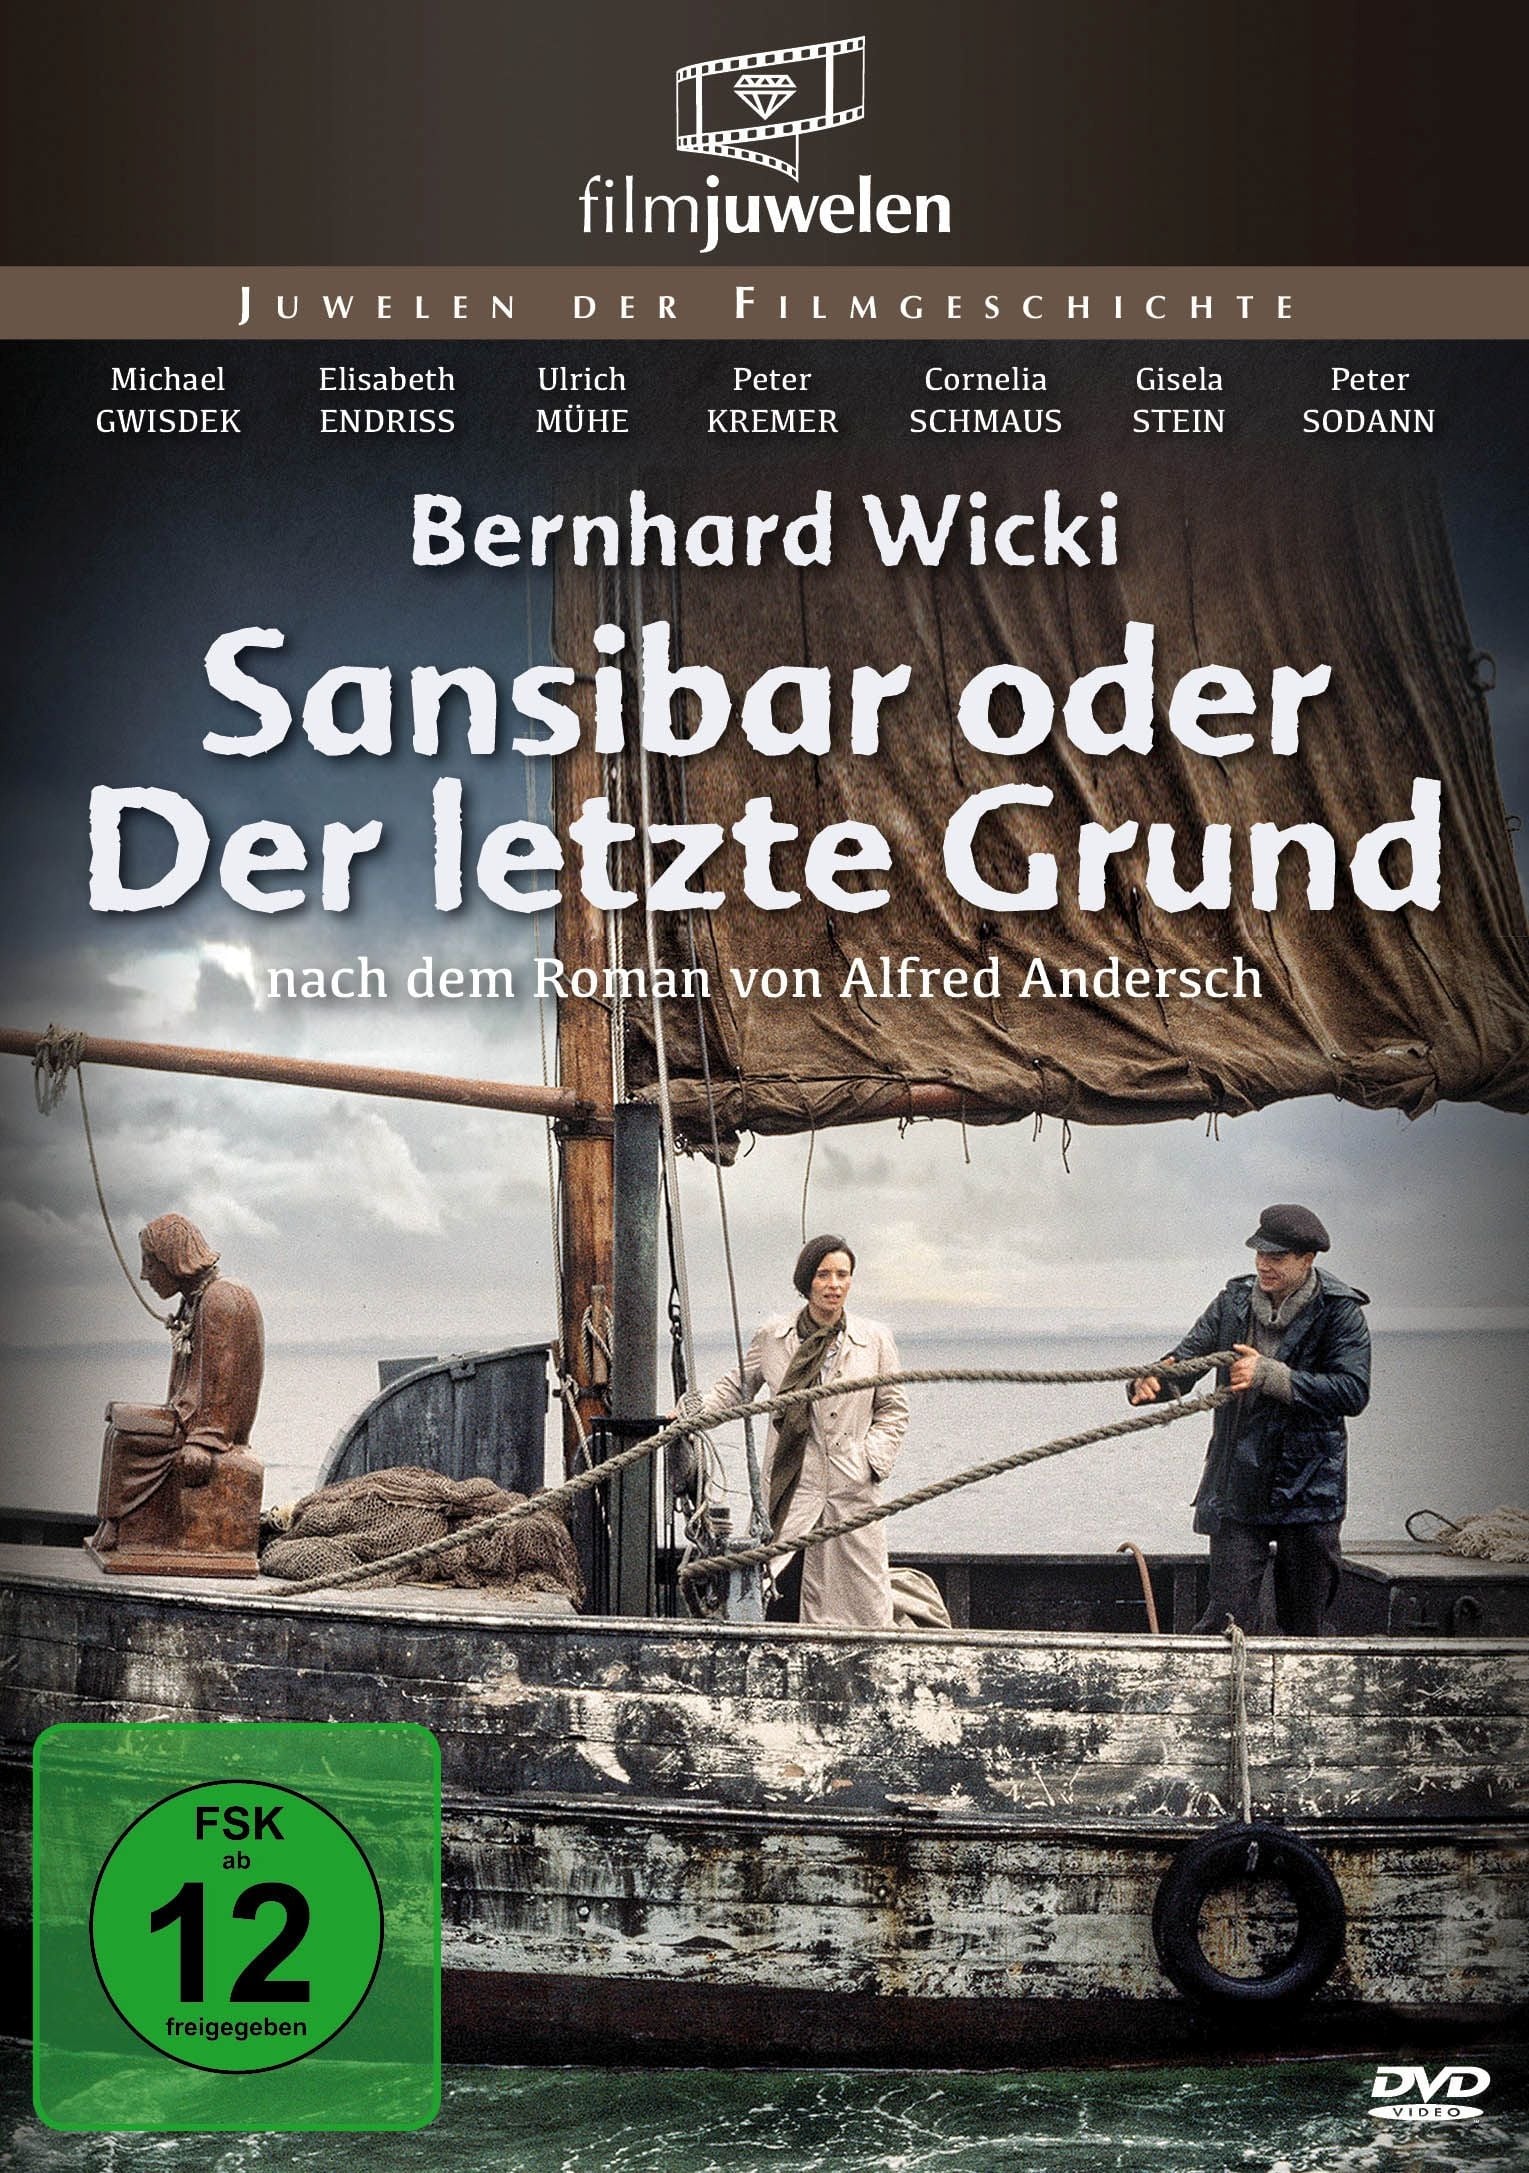 filmjuwelen
Juwelen der Filmgeschichte
Michael Elisabeth Ulrich Peter Cornelia Gisela Peter
GWISDEK ENDRISS MÜHE KREMER SCHMAUS STEIN SODANN
Bernhard Wicki
Sansibar oder
Der letzte Grund
nach dem Roman von Alfred Andersch
FSK
ab
12
freigegeben
DVD
VIDEO